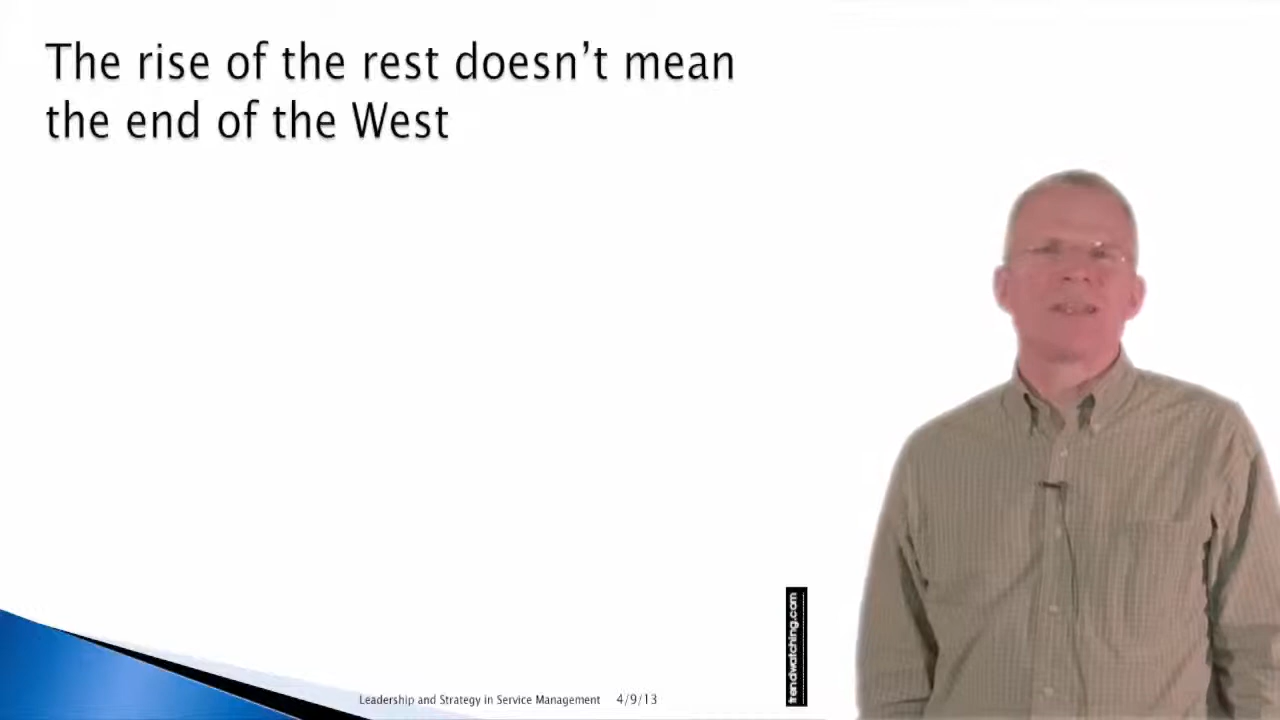 The rise of the rest doesn’t mean
the end of the West
trendwatching.com
Leadership and Strategy in Service Management 4/9/13